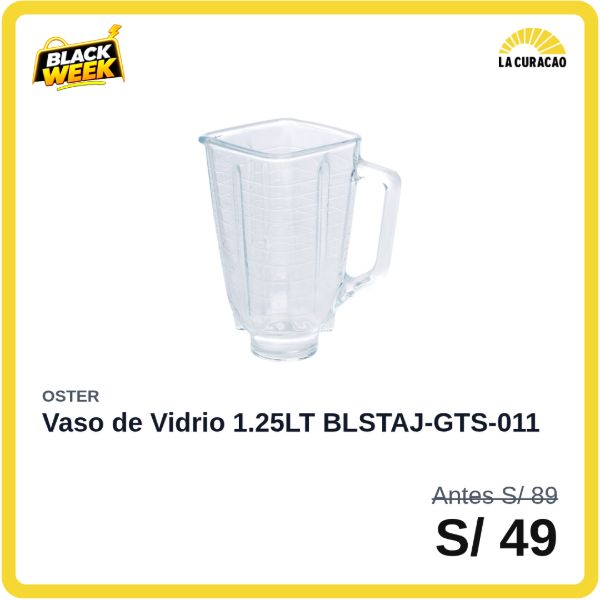 BLACK
WEEK
LA CURACAO
OSTER
Vaso de Vidrio 1.25LT BLSTAJ-GTS-011
Antes S/ 89
S/ 49